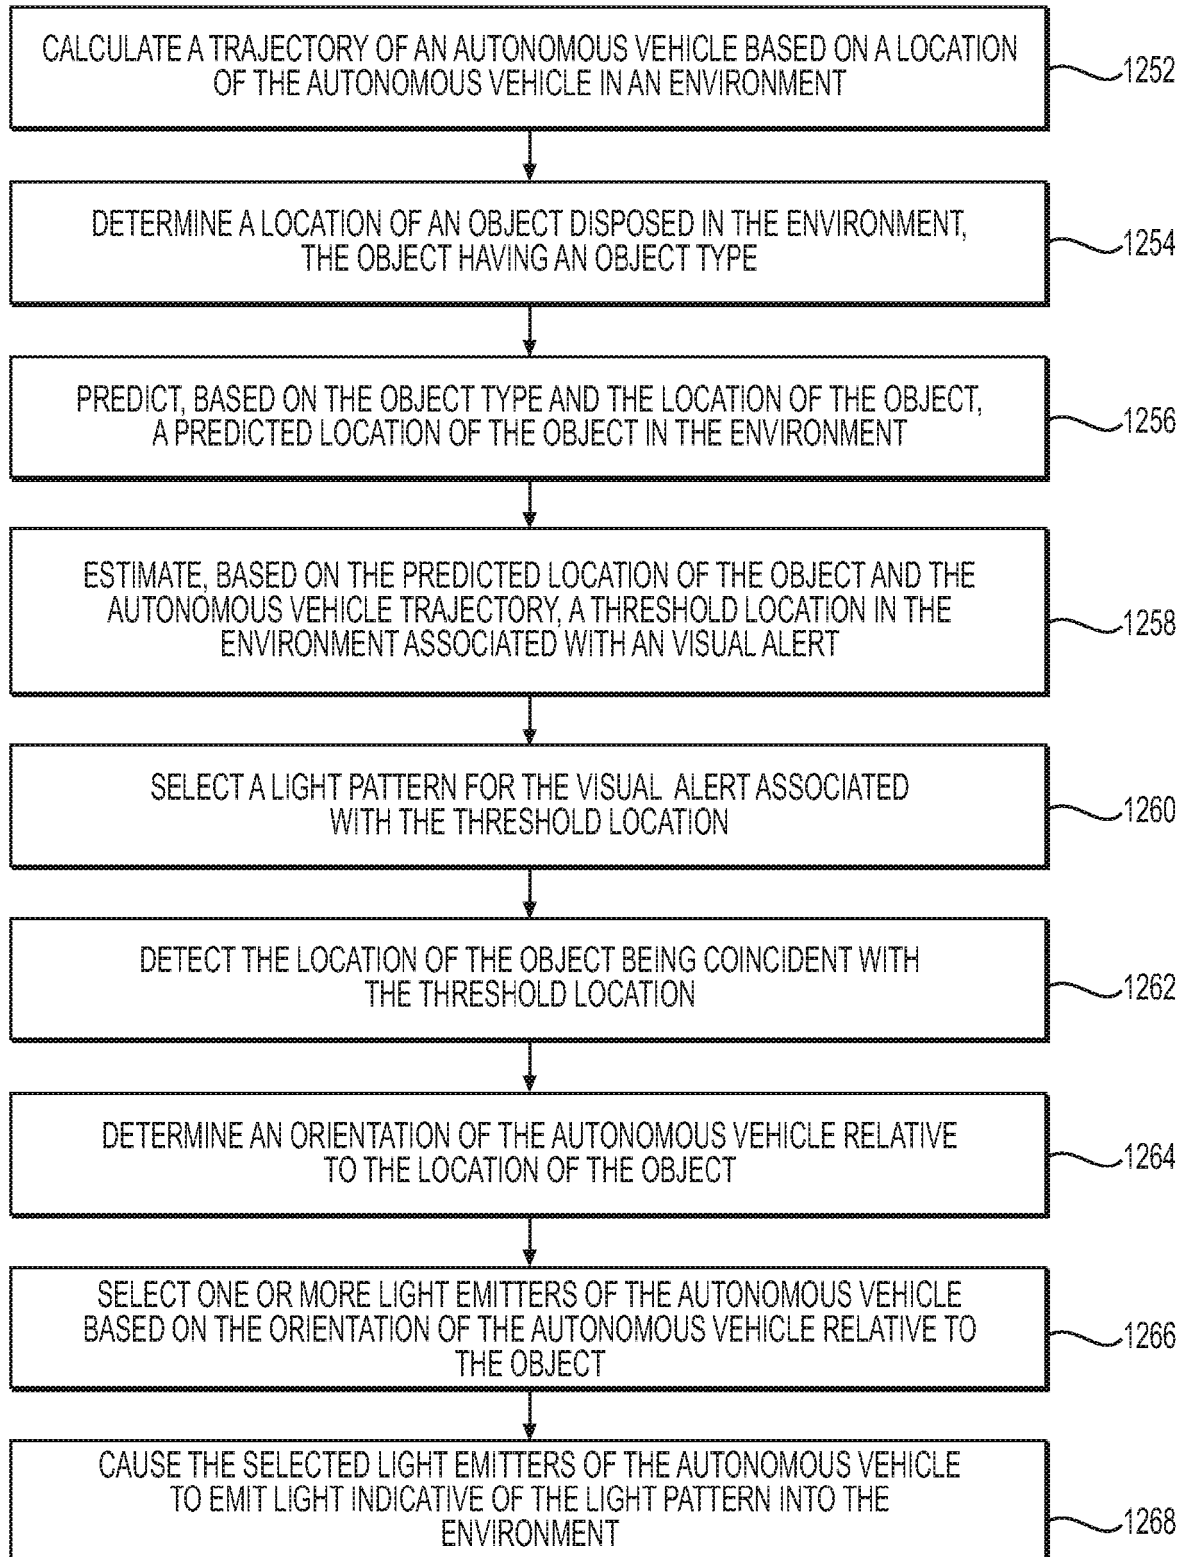 CALCULATE A TRAJECTORY OF AN AUTONOMOUS VEHICLE BASED ON A LOCATION
OF THE AUTONOMOUS VEHICLE IN AN ENVIRONMENT
1252
DETERMINE A LOCATION OF AN OBJECT DISPOSED IN THE ENVIRONMENT,
THE OBJECT HAVING AN OBJECT TYPE
1254
PREDICT, BASED ON THE OBJECT TYPE AND THE LOCATION OF THE OBJECT,
A PREDICTED LOCATION OF THE OBJECT IN THE ENVIRONMENT
1256
ESTIMATE, BASED ON THE PREDICTED LOCATION OF THE OBJECT AND THE
AUTONOMOUS VEHICLE TRAJECTORY, A THRESHOLD LOCATION IN THE
ENVIRONMENT ASSOCIATED WITH AN VISUAL ALERT
1258
SELECT A LIGHT PATTERN FOR THE VISUAL ALERT ASSOCIATED
WITH THE THRESHOLD LOCATION
1260
DETECT THE LOCATION OF THE OBJECT BEING COINCIDENT WITH
THE THRESHOLD LOCATION
1262
DETERMINE AN ORIENTATION OF THE AUTONOMOUS VEHICLE RELATIVE
TO THE LOCATION OF THE OBJECT
1264
SELECT ONE OR MORE LIGHT EMITTERS OF THE AUTONOMOUS VEHICLE
BASED ON THE ORIENTATION OF THE AUTONOMOUS VEHICLE RELATIVE TO
THE OBJECT
1266
CAUSE THE SELECTED LIGHT EMITTERS OF THE AUTONOMOUS VEHICLE
TO EMIT LIGHT INDICATIVE OF THE LIGHT PATTERN INTO THE
ENVIRONMENT
1268